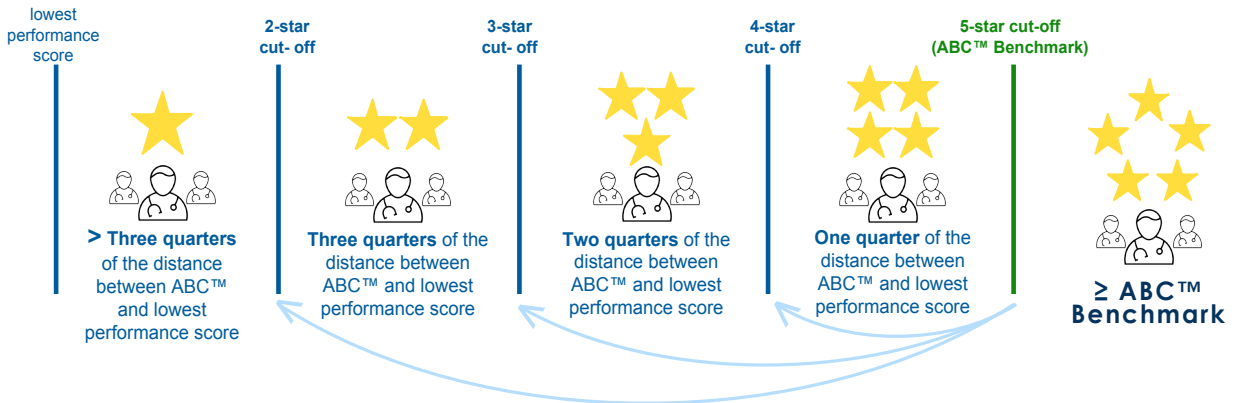 lowest
performance
score
2-star
cut- off
3-star
cut- off
4-star
cut- off
5-star cut-off
(ABC™ Benchmark)
> Three quarters
of the distance
between ABC™
and lowest
performance score
Three quarters of the
distance between
ABC™ and lowest
performance score
Two quarters of the
distance between
ABC™ and lowest
performance score
One quarter of the
distance between
ABC™ and lowest
performance score
≥ ABC™
Benchmark